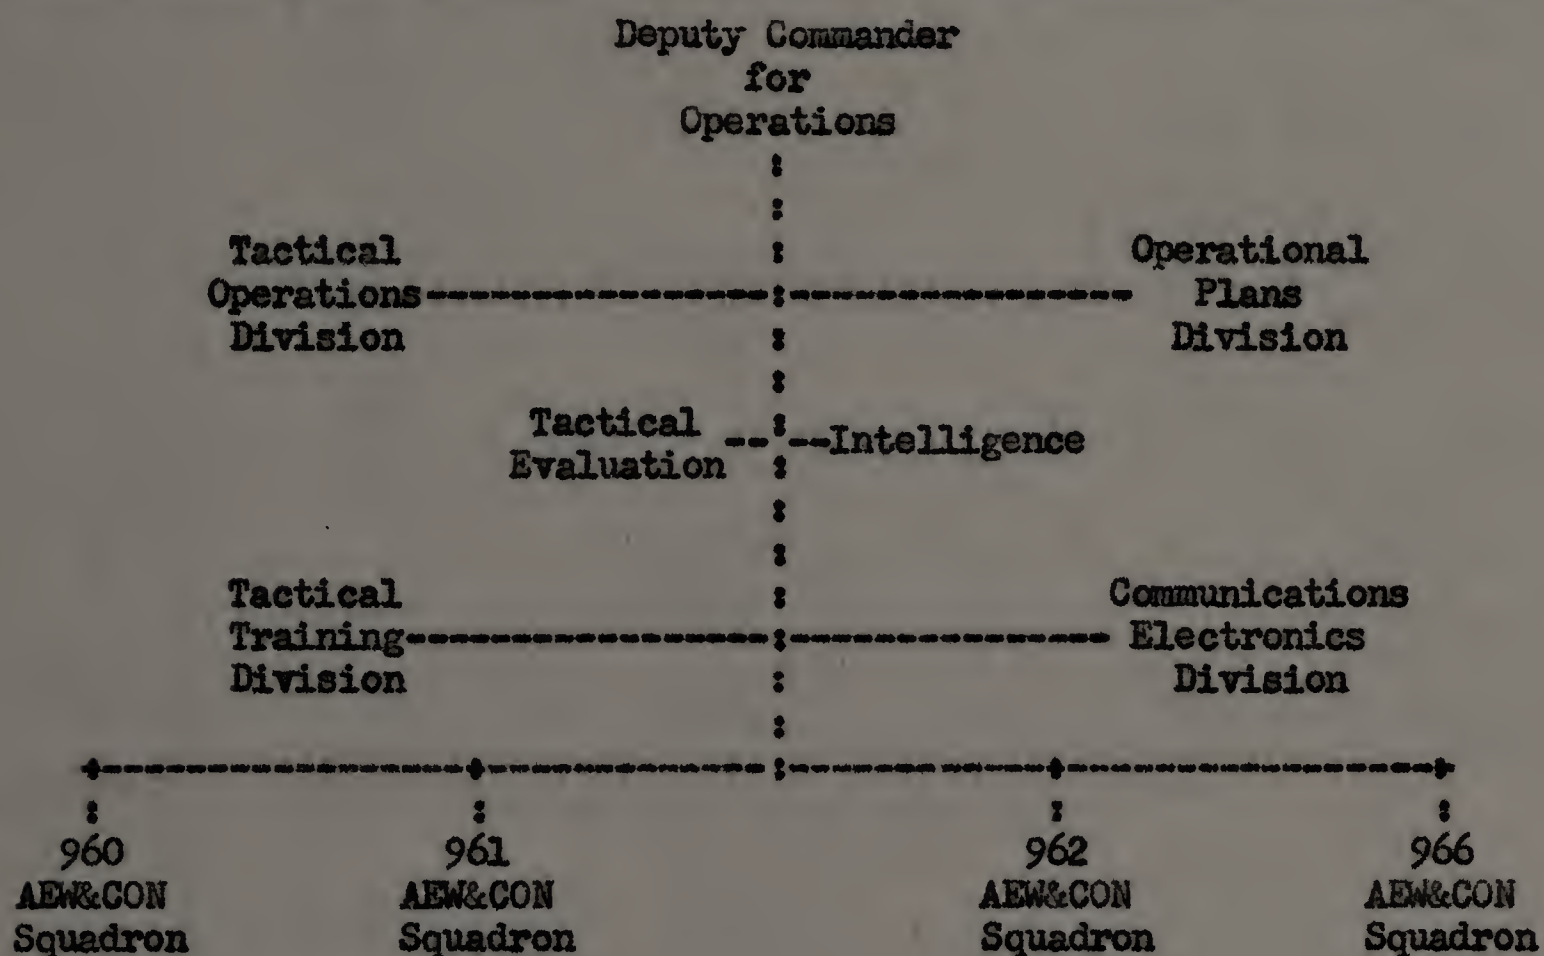 Deputy Commander
for
Operations
Tactical
Operations
Division
Operational
Plans
Division
Tactical
Evaluation
Intelligence
Tactical
Training
Division
Communications
Electronics
Division
960
AEW&CON
Squadron
961
AEW&CON
Squadron
962
AEW&CON
Squadron
966
AEW&CON
Squadron